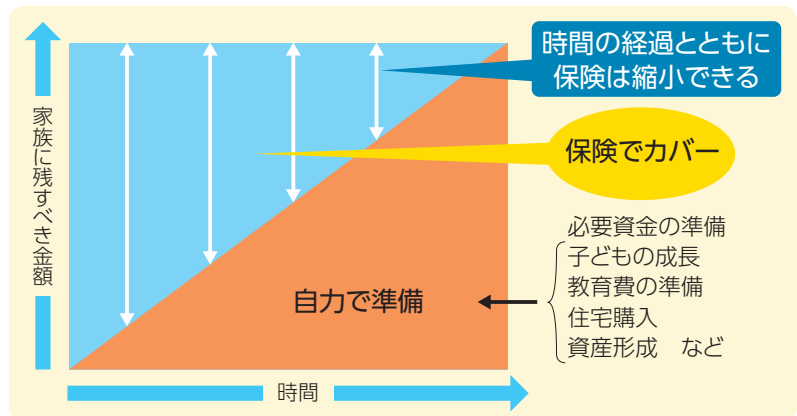 家族に残すべき金額
時間の経過とともに
保険は縮小できる
保険でカバー
自力で準備
必要資金の準備
子どもの成長
教育費の準備
住宅購入
資産形成　など
時間